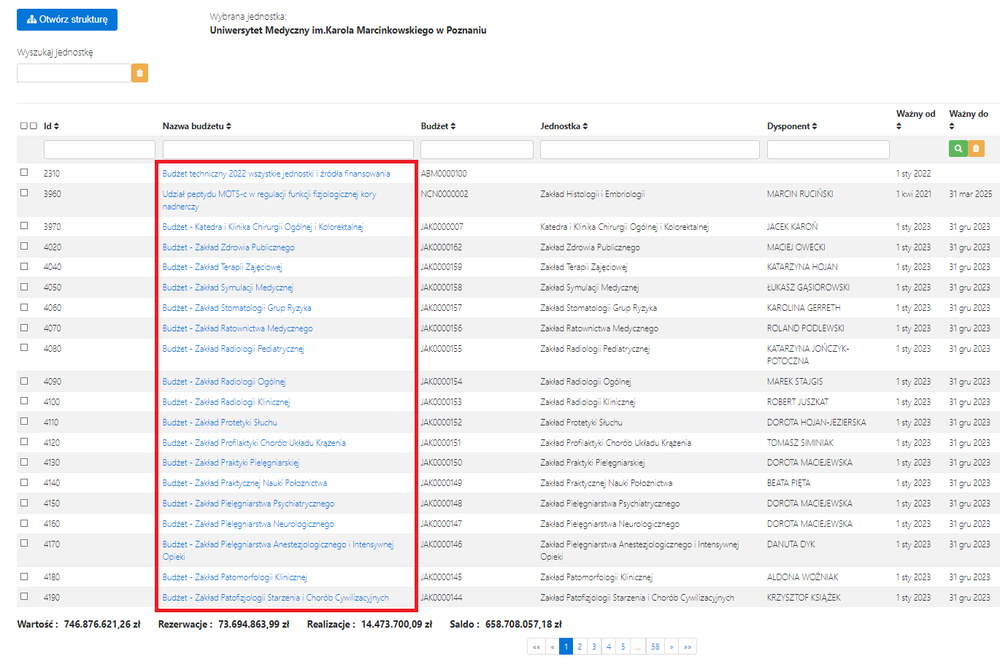 Otwórz strukturę
Wybrana jednostka:
Uniwersytet Medyczny im.Karola Marcinkowskiego w Poznaniu
Wyszukaj jednostkę
Id Nazwa budżetu Budżet Jednostka Dysponent Ważny od Ważny do
2310 Budżet techniczny 2022 wszystkie jednostki i źródła finansowania ABM0000100 1 sty 2022
3960 Udział peptydu MOTS-c w regulacji funkcji fizjologicznej kory NCN0000002 Zakład Histologii i Embriologii MARCIN RUCIŃSKI 1 kwi 2021 31 mar 2025
nadnerczy
3970 Budżet - Katedra i Klinika Chirurgii Ogólnej i Kolorektalnej JAK0000007 Katedra i Klinika Chirurgii Ogólnej i Kolorektalnej JACEK KAROŃ 1 sty 2023 31 gru 2023
4020 Budżet - Zakład Zdrowia Publicznego JAK0000162 Zakład Zdrowia Publicznego MACIEJ OWECKI 1 sty 2023 31 gru 2023
4040 Budżet - Zakład Terapii Zajęciowej JAK0000159 Zakład Terapii Zajęciowej KATARZYNA HOJAN 1 sty 2023 31 gru 2023
4050 Budżet - Zakład Symulacji Medycznej JAK0000158 Zakład Symulacji Medycznej ŁUKASZ GĄSIOROWSKI 1 sty 2023 31 gru 2023
4060 Budżet - Zakład Stomatologii Grup Ryzyka JAK0000157 Zakład Stomatologii Grup Ryzyka KAROLINA GERRETH 1 sty 2023 31 gru 2023
4070 Budżet - Zakład Ratownictwa Medycznego JAK0000156 Zakład Ratownictwa Medycznego ROLAND PODLEWSKI 1 sty 2023 31 gru 2023
4080 Budżet - Zakład Radiologii Pediatrycznej JAK0000155 Zakład Radiologii Pediatrycznej KATARZYNA JOŃCZYK- 1 sty 2023 31 gru 2023
POTOCZNA
4090 Budżet - Zakład Radiologii Ogólnej JAK0000154 Zakład Radiologii Ogólnej MAREK STAJGIS 1 sty 2023 31 gru 2023
4100 Budżet - Zakład Radiologii Klinicznej JAK0000153 Zakład Radiologii Klinicznej ROBERT JUSZKAT 1 sty 2023 31 gru 2023
4110 Budżet - Zakład Protetyki Słuchu JAK0000152 Zakład Protetyki Słuchu DOROTA HOJAN-JEZIERSKA 1 sty 2023 31 gru 2023
4120 Budżet - Zakład Profilaktyki Chorób Układu Krążenia JAK0000151 Zakład Profilaktyki Chorób Układu Krążenia TOMASZ SIMINIAK 1 sty 2023 31 gru 2023
4130 Budżet - Zakład Praktyki Pielęgniarskiej JAK0000150 Zakład Praktyki Pielęgniarskiej DOROTA MACIEJEWSKA 1 sty 2023 31 gru 2023
4140 Budżet - Zakład Praktycznej Nauki Położnictwa JAK0000149 Zakład Praktycznej Nauki Położnictwa BEATA PIĘTA 1 sty 2023 31 gru 2023
4150 Budżet - Zakład Pielęgniarstwa Psychiatrycznego JAK0000148 Zakład Pielęgniarstwa Psychiatrycznego DOROTA MACIEJEWSKA 1 sty 2023 31 gru 2023
4160 Budżet - Zakład Pielęgniarstwa Neurologicznego JAK0000147 Zakład Pielęgniarstwa Neurologicznego DOROTA MACIEJEWSKA 1 sty 2023 31 gru 2023
4170 Budżet - Zakład Pielęgniarstwa Anestezjologicznego i Intensywnej JAK0000146 Zakład Pielęgniarstwa Anestezjologicznego i Intensywnej DANUTA DYK 1 sty 2023 31 gru 2023
Opieki Opieki
4180 Budżet - Zakład Patomorfologii Klinicznej JAK0000145 Zakład Patomorfologii Klinicznej ALDONA WOŹNIAK 1 sty 2023 31 gru 2023
4190 Budżet - Zakład Patofizjologii Starzenia i Chorób Cywilizacyjnych JAK0000144 Zakład Patofizjologii Starzenia i Chorób Cywilizacyjnych KRZYSZTOF KSIĄŻEK 1 sty 2023 31 gru 2023
Wartość : 746.876.621,26 zł Rezerwacje : 73.694.863,99 zł Realizacje : 14.473.700,09 zł Saldo : 658.708.057,18 zł
«« « 1 2 3 4 5 ... 58 » »»